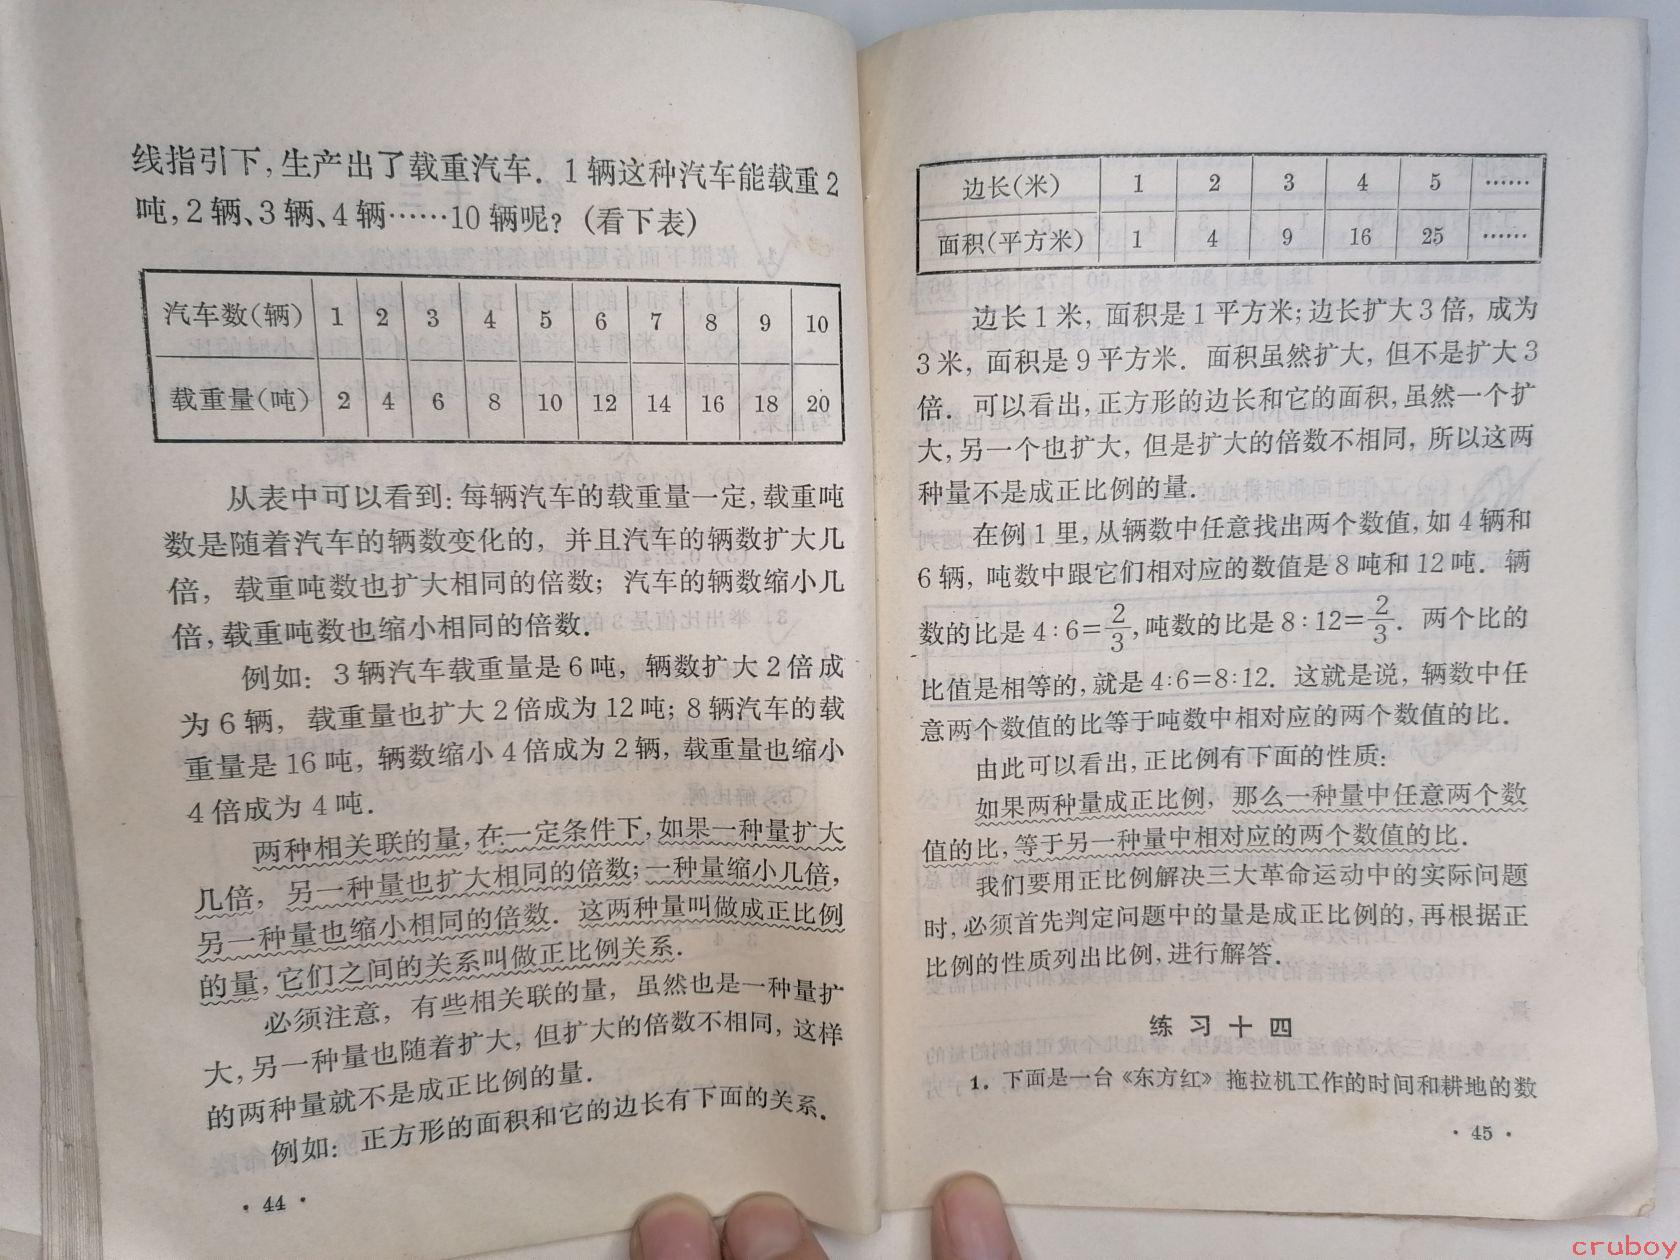 线指引下,生产出了载重汽车.1辆这种汽车能载重2
吨,2辆、3辆、4辆……10辆呢?(看下表)
汽车数(辆) 1 2 3 4 5 6 7 8 9 10
载重量(吨) 2 4 6 8 10 12 14 16 18 20
从表中可以看到:每辆汽车的载重量一定,载重吨
数是随着汽车的辆数变化的,并且汽车的辆数扩大几
倍,载重吨数也扩大相同的倍数;汽车的辆数缩小几
倍,载重吨数也缩小相同的倍数.
例如:3辆汽车载重量是6吨,辆数扩大2倍成
为6辆,载重量也扩大2倍成为12吨;8辆汽车的载
重量是16吨,辆数缩小4倍成为2辆,载重量也缩小
4倍成为4吨.
两种相关联的量,在一定条件下,如果一种量扩大
几倍,另一种量也扩大相同的倍数;一种量缩小几倍,
另一种量也缩小相同的倍数.这两种量叫做成正比例
的量,它们之间的关系叫做正比例关系.
必须注意,有些相关联的量,虽然也是一种量扩
大,另一种量也随着扩大,但扩大的倍数不相同,这样
的两种量就不是成正比例的量.
例如:正方形的面积和它的边长有下面的关系.
·44·
边长(米) 1 2 3 4 5 ……
面积(平方米) 1 4 9 16 25 ……
边长1米,面积是1平方米;边长扩大3倍,成为
3米,面积是9平方米.面积虽然扩大,但不是扩大3
倍.可以看出,正方形的边长和它的面积,虽然一个扩
大,另一个也扩大,但是扩大的倍数不相同,所以这两
种量不是成正比例的量.
在例1里,从辆数中任意找出两个数值,如4辆和
6辆,吨数中跟它们相对应的数值是8吨和12吨.辆
数的比是4:6=2/3,吨数的比是8:12=2/3.两个比的
比值是相等的,就是4:6=8:12.这就是说,辆数中任
意两个数值的比等于吨数中相对应的两个数值的比.
由此可以看出,正比例有下面的性质:
如果两种量成正比例,那么一种量中任意两个数
值的比,等于另一种量中相对应的两个数值的比.
我们要用正比例解决三大革命运动中的实际问题
时,必须首先判定问题中的量是成正比例的,再根据正
比例的性质列出比例,进行解答.
练习十四
1.下面是一台《东方红》拖拉机工作的时间和耕地的数
·45·
cruboy